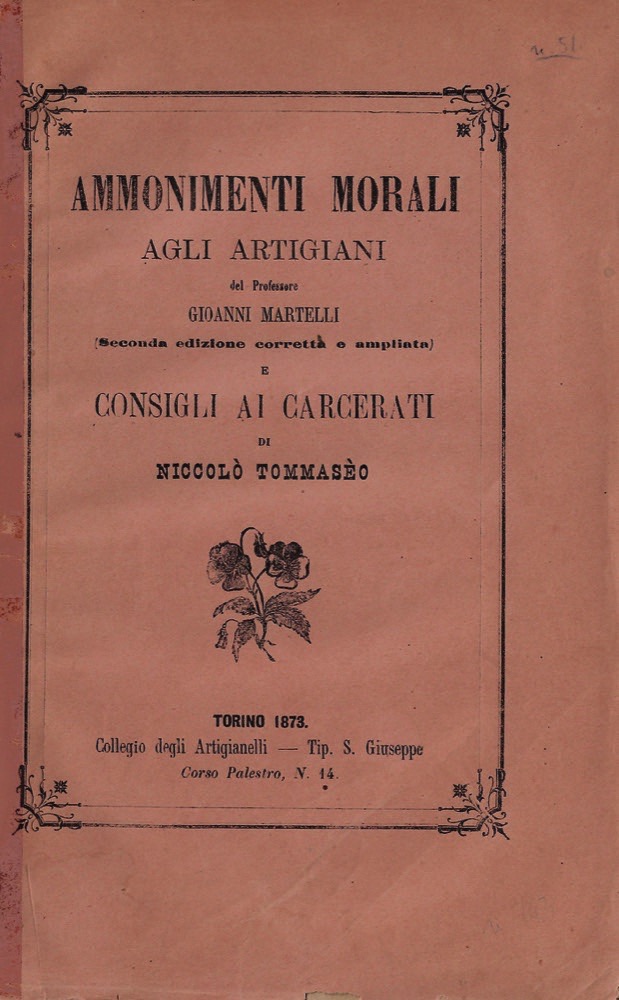 n. 51.
AMMONIMENTI MORALI
AGLI ARTIGIANI
del Professore
GIOANNI MARTELLI
(Seconda edizione corretta e ampliata)
E
CONSIGLI AI CARCERATI
DI
NICCOLÒ TOMMASÈO
TORINO 1873.
Collegio degli Artigianelli — Tip. S. Giuseppe
Corso Palestro, N. 14.